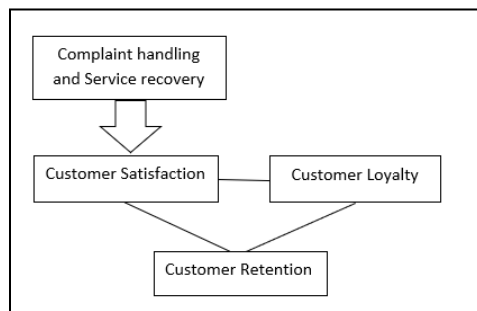 Complaint handling
and Service recovery
Customer Satisfaction
Customer Loyalty
Customer Retention